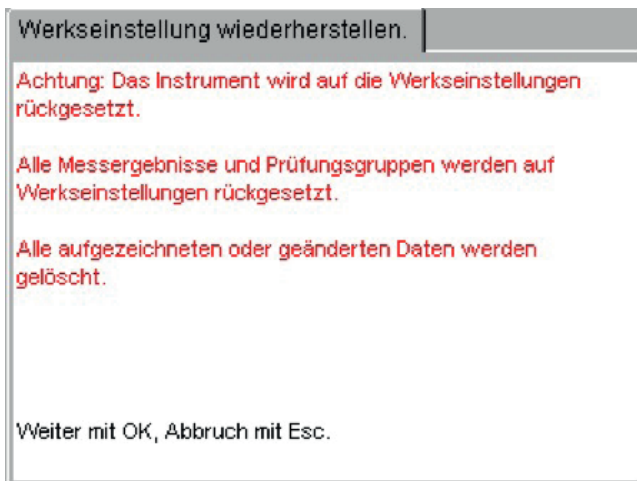 Werkseinstellung wiederherstellen.
Achtung: Das Instrument wird auf die Werkseinstellungen
rückgesetzt.
Alle Messergebnisse und Prüfungsgruppen werden auf
Werkseinstellungen rückgesetzt.
Alle aufgezeichneten oder geänderten Daten werden
gelöscht.
Weiter mit OK, Abbruch mit Esc.